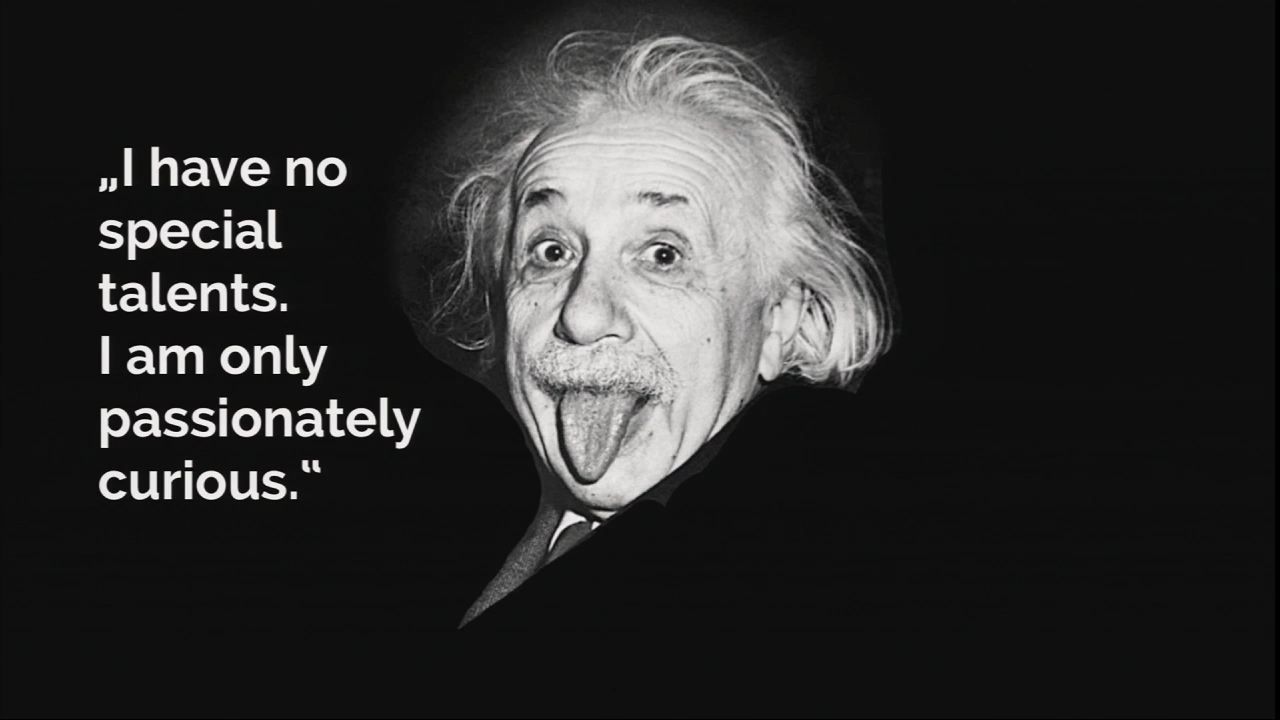 „I have no
special
talents.
I am only
passionately
curious.“